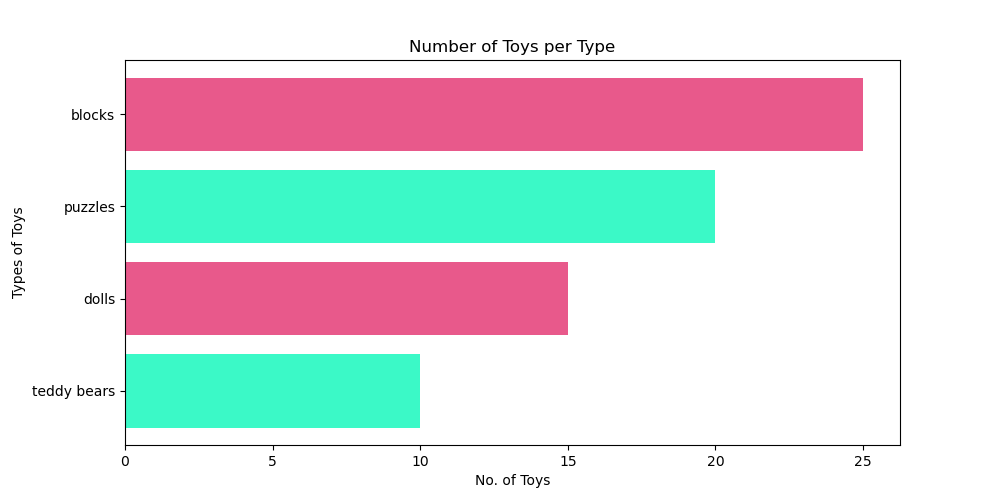 Number of Toys per Type
Types of Toys
blocks
puzzles
dolls
teddy bears
0 5 10 15 20 25
No. of Toys